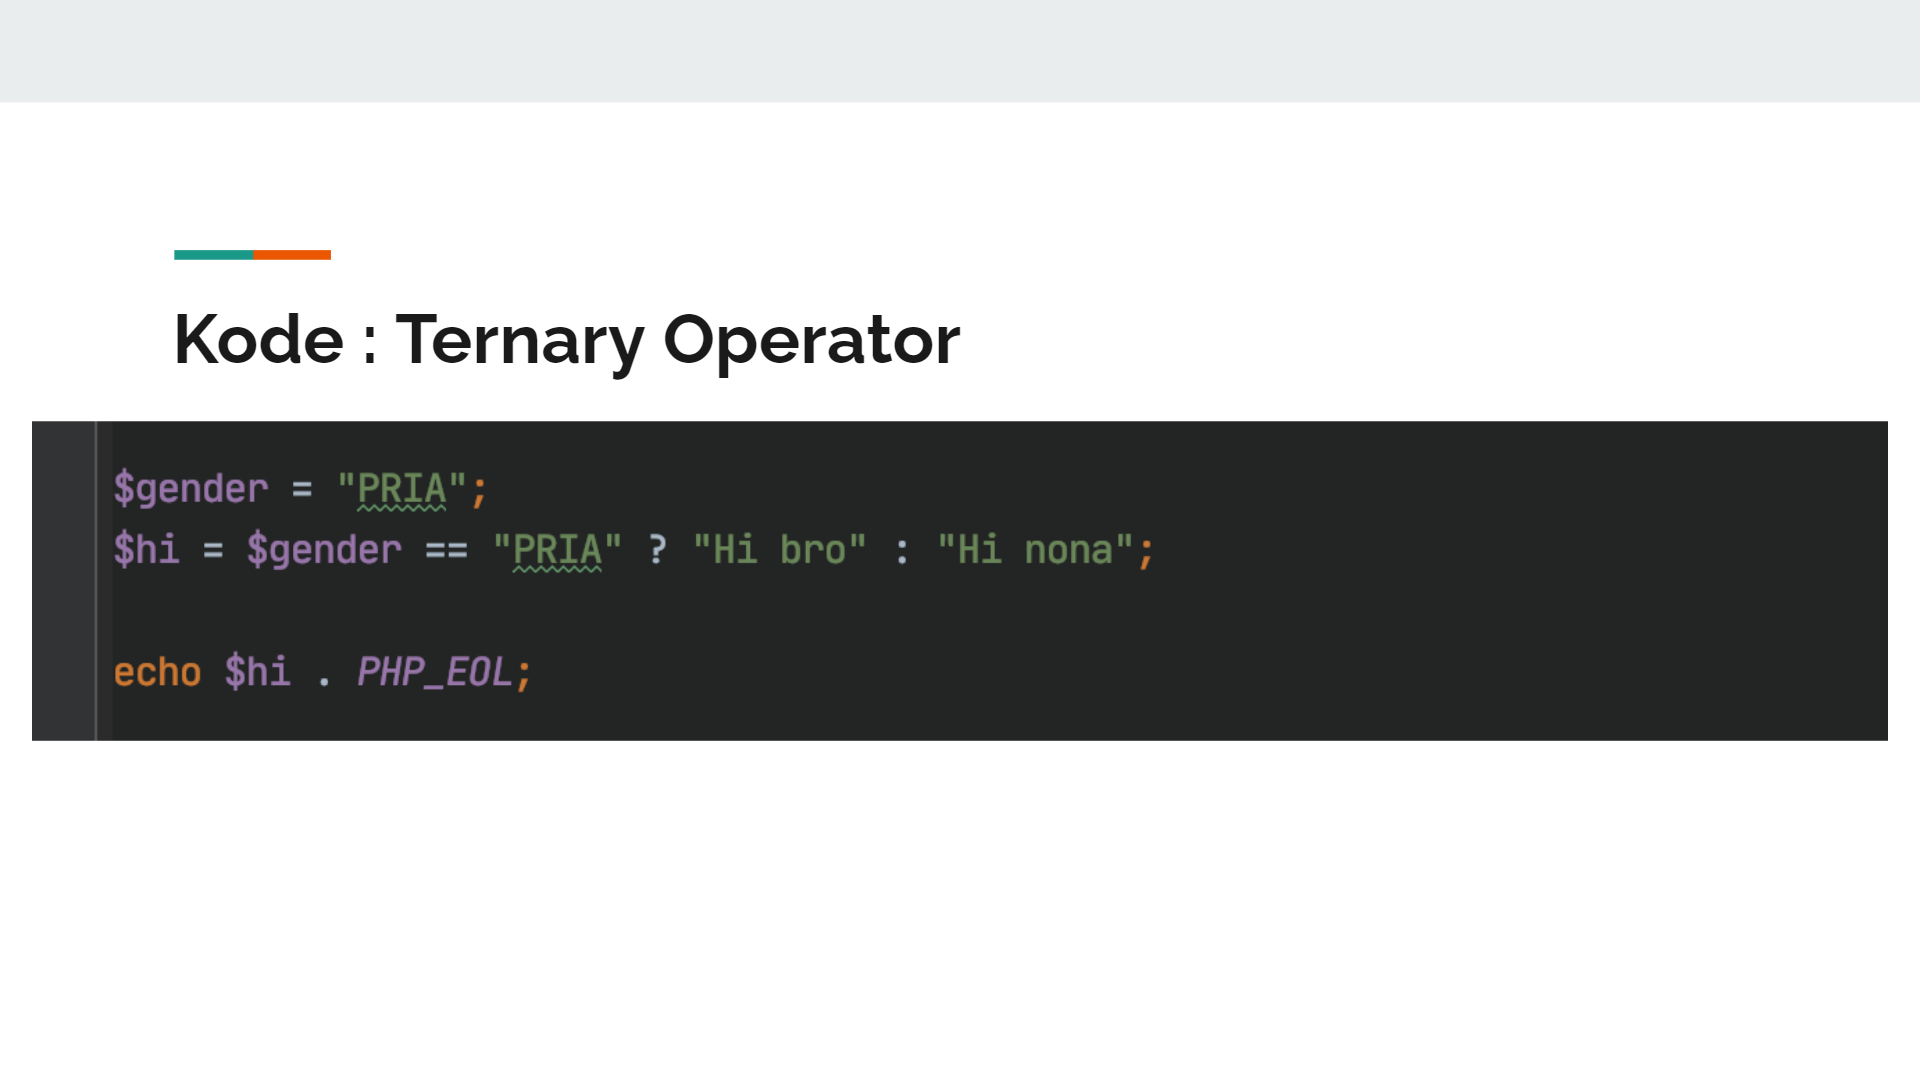 Kode : Ternary Operator
$gender = "PRIA";
$hi = $gender == "PRIA" ? "Hi bro" : "Hi nona";
echo $hi . PHP_EOL;